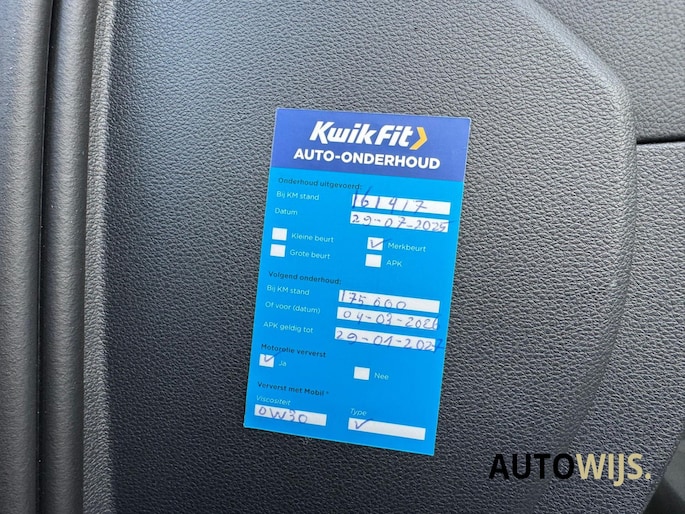 KwikFit
AUTO-ONDERHOUD
Onderhoud uitgevoerd:
Bij KM stand 161417
Datum 29-07-2025
Kleine beurt ✓ Merkbeurt
Grote beurt APK
Volgend onderhoud:
Bij KM stand 175000
Of voor (datum) 04-03-2026
APK geldig tot 29-01-2027
Motorolie ververst
✓ Ja Nee
Ververst met Mobil*
Viscositeit Type
0W30 ✓
AUTOWIJS.